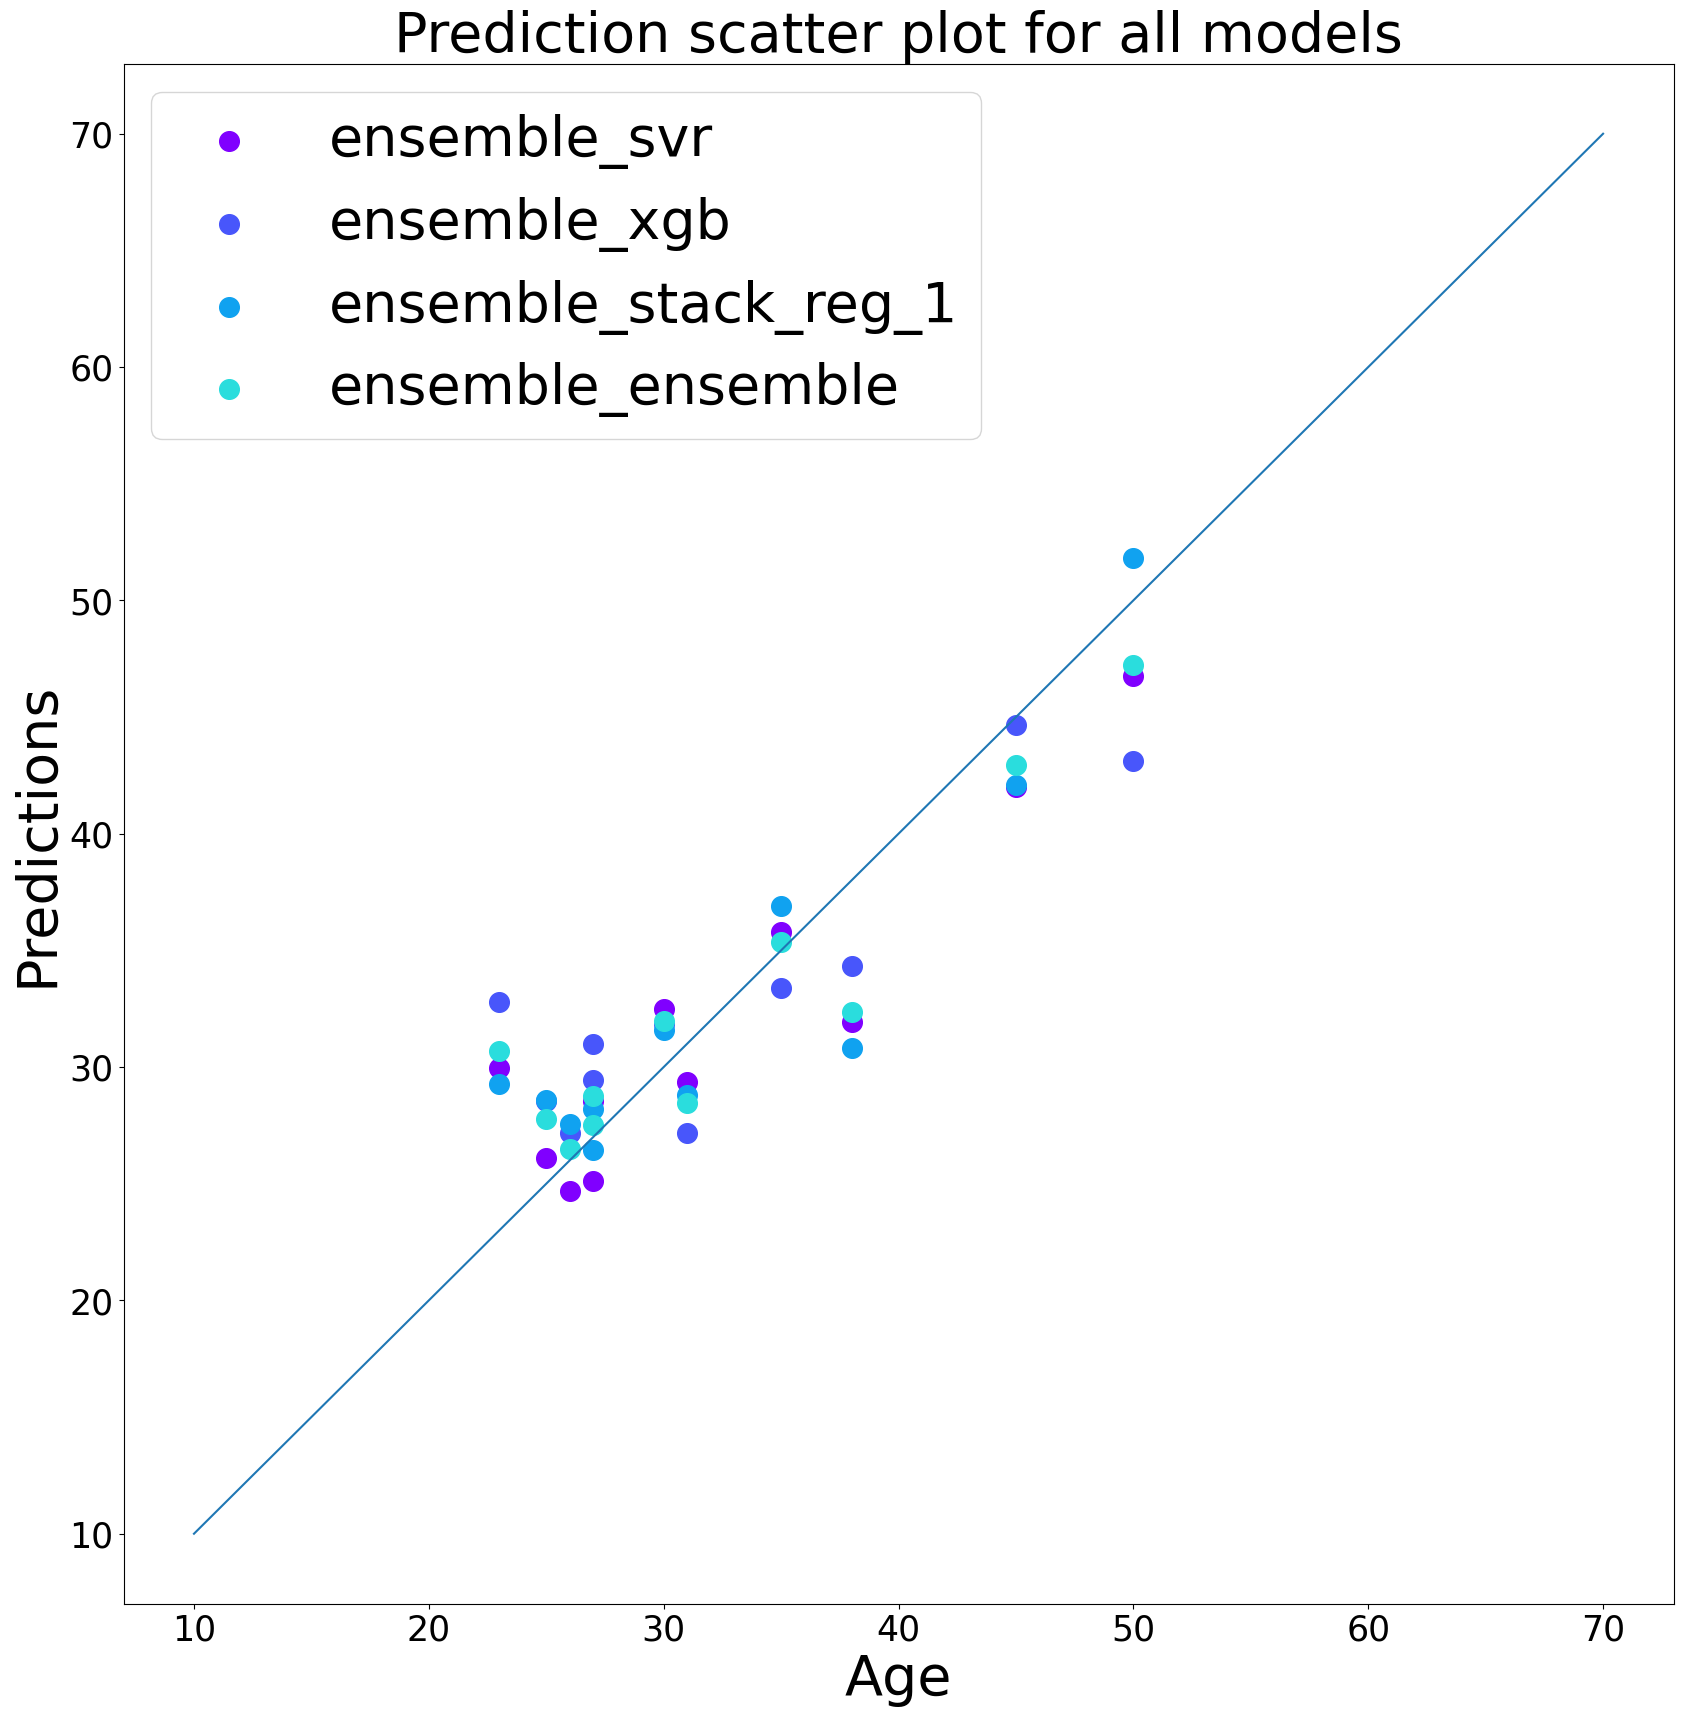 Prediction scatter plot for all models
ensemble_svr
ensemble_xgb
ensemble_stack_reg_1
ensemble_ensemble
Predictions
70
60
50
40
30
20
10
10 20 30 40 50 60 70
Age